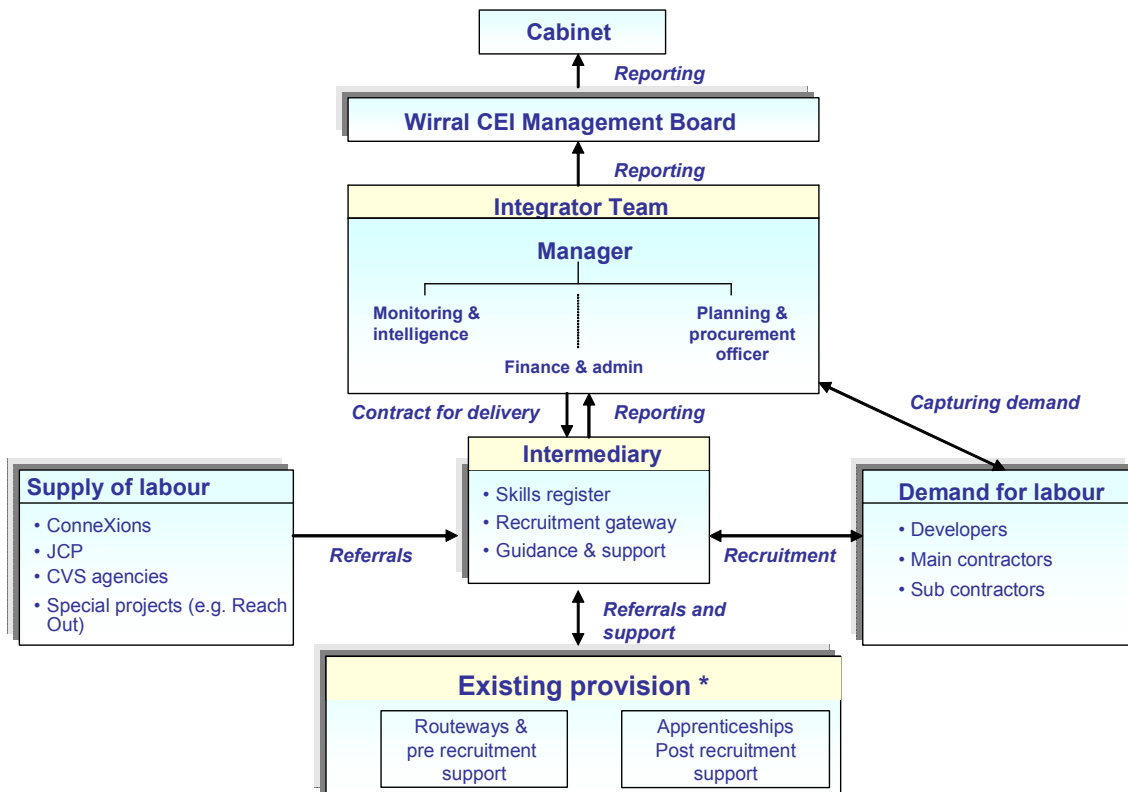 Cabinet
Reporting
Wirral CEI Management Board
Reporting
Integrator Team
Manager
Monitoring &
intelligence
Planning &
procurement
officer
Finance & admin
Contract for delivery
Reporting
Capturing demand
Intermediary
• Skills register
• Recruitment gateway
• Guidance & support
Supply of labour
• ConneXions
• JCP
• CVS agencies
• Special projects (e.g. Reach
Out)
Referrals
Recruitment
Demand for labour
• Developers
• Main contractors
• Sub contractors
Referrals and
support
Existing provision *
Routeways &
pre recruitment
support
Apprenticeships
Post recruitment
support